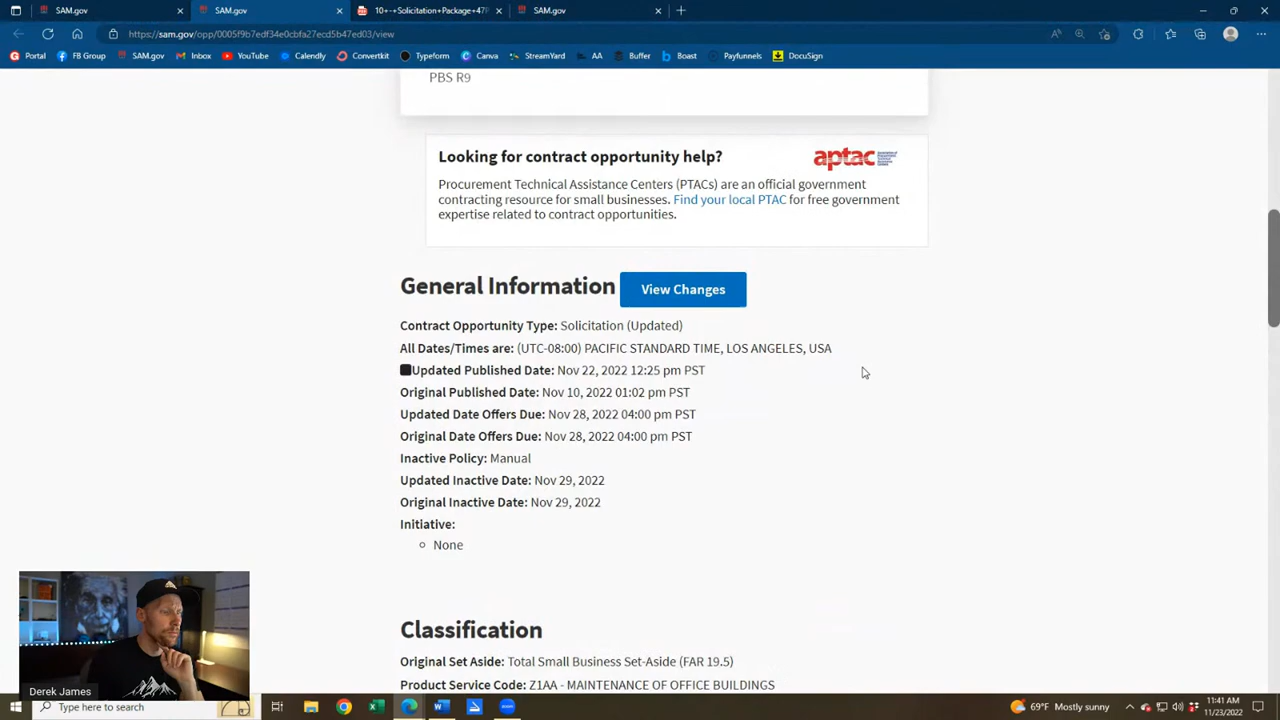 SAM.gov
SAM.gov
10+-+Solicitation+Package+47P
SAM.gov
https://sam.gov/opp/0005f9b7edf34e0cbfa27ecd5b47ed03/view
Portal
FB Group
SAM.gov
Inbox
YouTube
Calendly
Convertkit
Typeform
Canva
StreamYard
AA
Buffer
Boast
Payfunnels
DocuSign
PBS R9
Looking for contract opportunity help?
aptac
Procurement Technical Assistance Centers (PTACs) are an official government
contracting resource for small businesses. Find your local PTAC for free government
expertise related to contract opportunities.
General Information
View Changes
Contract Opportunity Type: Solicitation (Updated)
All Dates/Times are: (UTC-08:00) PACIFIC STANDARD TIME, LOS ANGELES, USA
Updated Published Date: Nov 22, 2022 12:25 pm PST
Original Published Date: Nov 10, 2022 01:02 pm PST
Updated Date Offers Due: Nov 28, 2022 04:00 pm PST
Original Date Offers Due: Nov 28, 2022 04:00 pm PST
Inactive Policy: Manual
Updated Inactive Date: Nov 29, 2022
Original Inactive Date: Nov 29, 2022
Initiative:
None
Classification
Original Set Aside: Total Small Business Set-Aside (FAR 19.5)
Product Service Code: Z1AA - MAINTENANCE OF OFFICE BUILDINGS
Derek James
Type here to search
69°F Mostly sunny
11:41 AM
11/23/2022